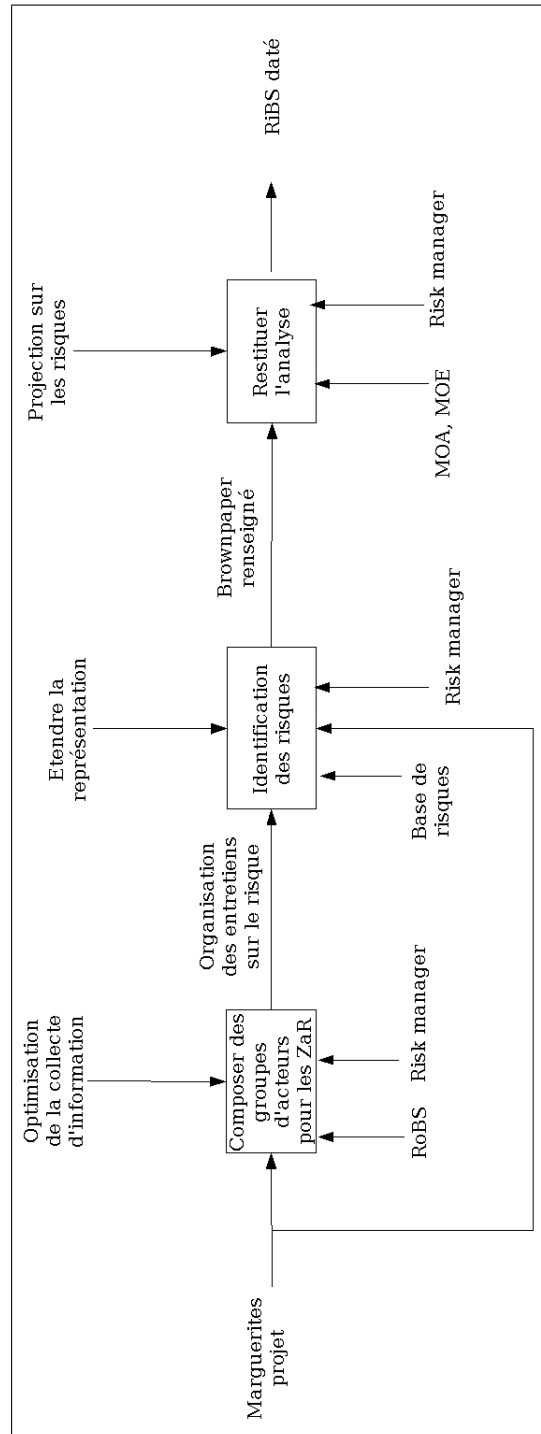 Marguerites
projet
Optimisation
de la collecte
d'information
Composer des
groupes
d'acteurs
pour les ZaR
RoBS
Risk manager
Organisation
des entretiens
sur le risque
Etendre la
représentation
Identification
des risques
Base de
risques
Risk manager
Brownpaper
renseigné
Projection sur
les risques
Restituer
l'analyse
MOA, MOE
Risk manager
RiBS daté